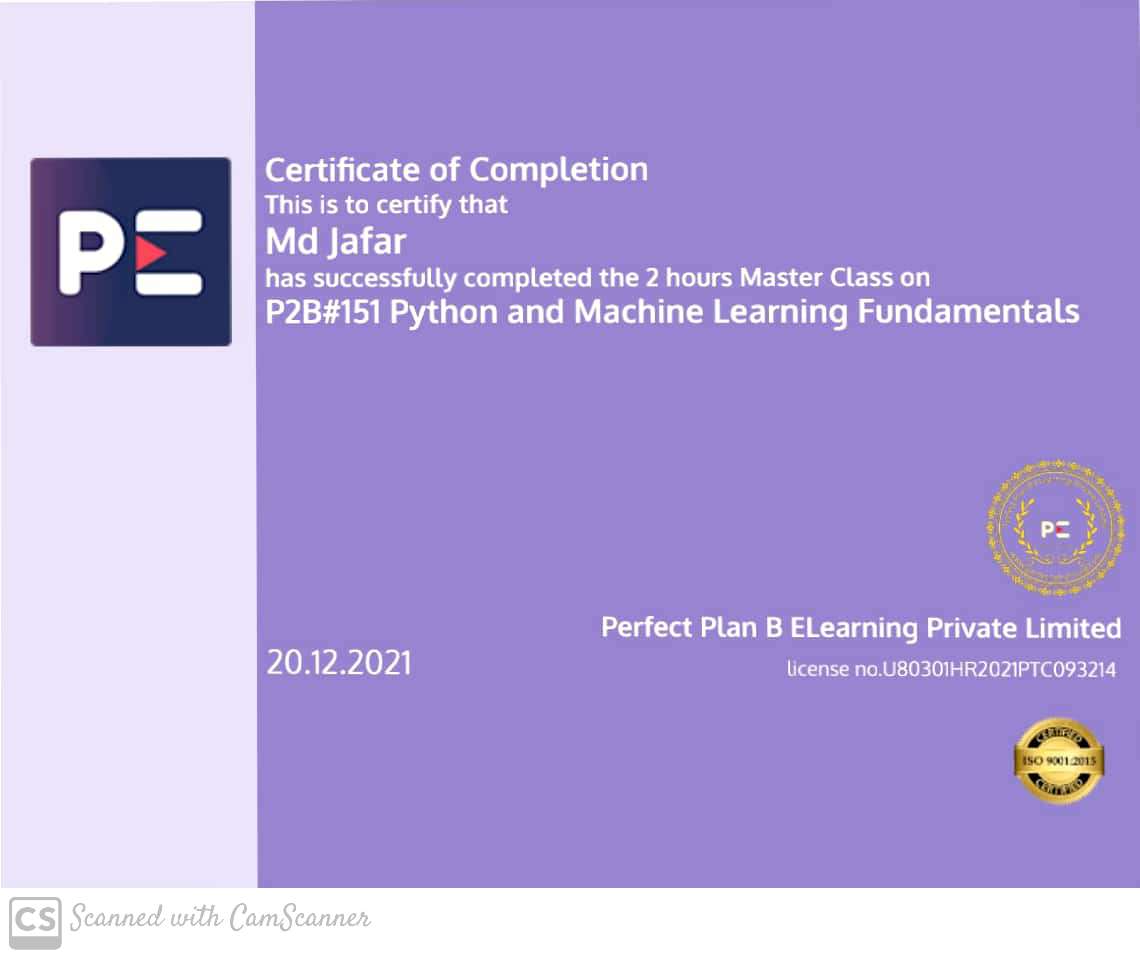 PE
Certificate of Completion
This is to certify that
Md Jafar
has successfully completed the 2 hours Master Class on
P2B#151 Python and Machine Learning Fundamentals
PE
Perfect Plan B ELearning Private Limited
20.12.2021
license no.U80301HR2021PTC093214
CERTIFIED
ISO 9001:2015
CERTIFIED
CS Scanned with CamScanner